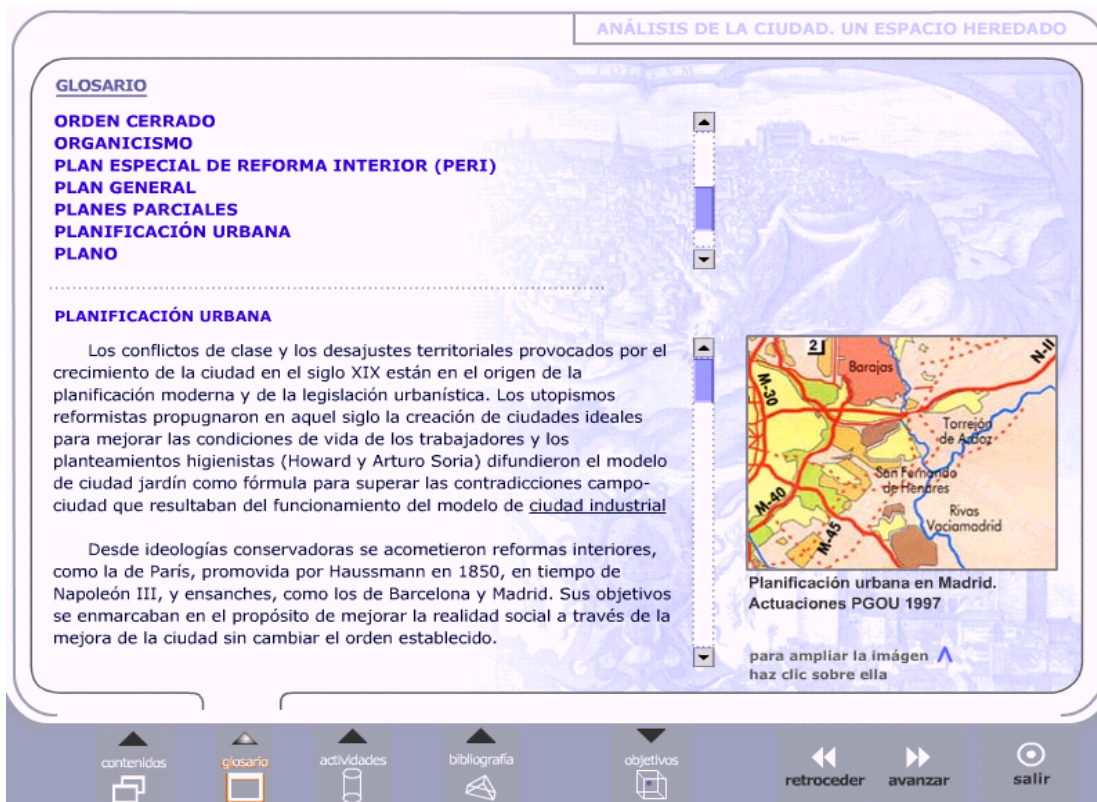 ANÁLISIS DE LA CIUDAD. UN ESPACIO HEREDADO
GLOSARIO
ORDEN CERRADO
ORGANICISMO
PLAN ESPECIAL DE REFORMA INTERIOR (PERI)
PLAN GENERAL
PLANES PARCIALES
PLANIFICACIÓN URBANA
PLANO
PLANIFICACIÓN URBANA
Los conflictos de clase y los desajustes territoriales provocados por el
crecimiento de la ciudad en el siglo XIX están en el origen de la
planificación moderna y de la legislación urbanística. Los utopismos
reformistas propugnaron en aquel siglo la creación de ciudades ideales
para mejorar las condiciones de vida de los trabajadores y los
planteamientos higienistas (Howard y Arturo Soria) difundieron el modelo
de ciudad jardín como fórmula para superar las contradicciones campo-
ciudad que resultaban del funcionamiento del modelo de ciudad industrial
Desde ideologías conservadoras se acometieron reformas interiores,
como la de París, promovida por Haussmann en 1850, en tiempo de
Napoleón III, y ensanches, como los de Barcelona y Madrid. Sus objetivos
se enmarcaban en el propósito de mejorar la realidad social a través de la
mejora de la ciudad sin cambiar el orden establecido.
2
Barajas
N-II
M-30
Torrejón
de Ardoz
San Fernando
de Henares
M-40
M-45
Rivas
Vaciamadrid
Planificación urbana en Madrid.
Actuaciones PGOU 1997
para ampliar la imágen
haz clic sobre ella
contenidos
glosario
actividades
bibliografía
objetivos
retroceder
avanzar
salir